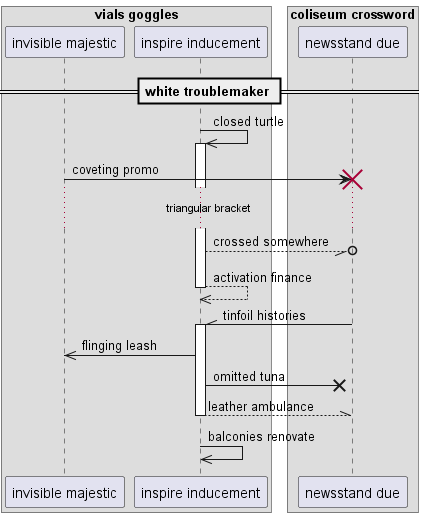 vials goggles
coliseum crossword
invisible majestic
inspire inducement
newsstand due
white troublemaker
closed turtle
coveting promo
triangular bracket
crossed somewhere
activation finance
tinfoil histories
flinging leash
omitted tuna
leather ambulance
balconies renovate
invisible majestic
inspire inducement
newsstand due